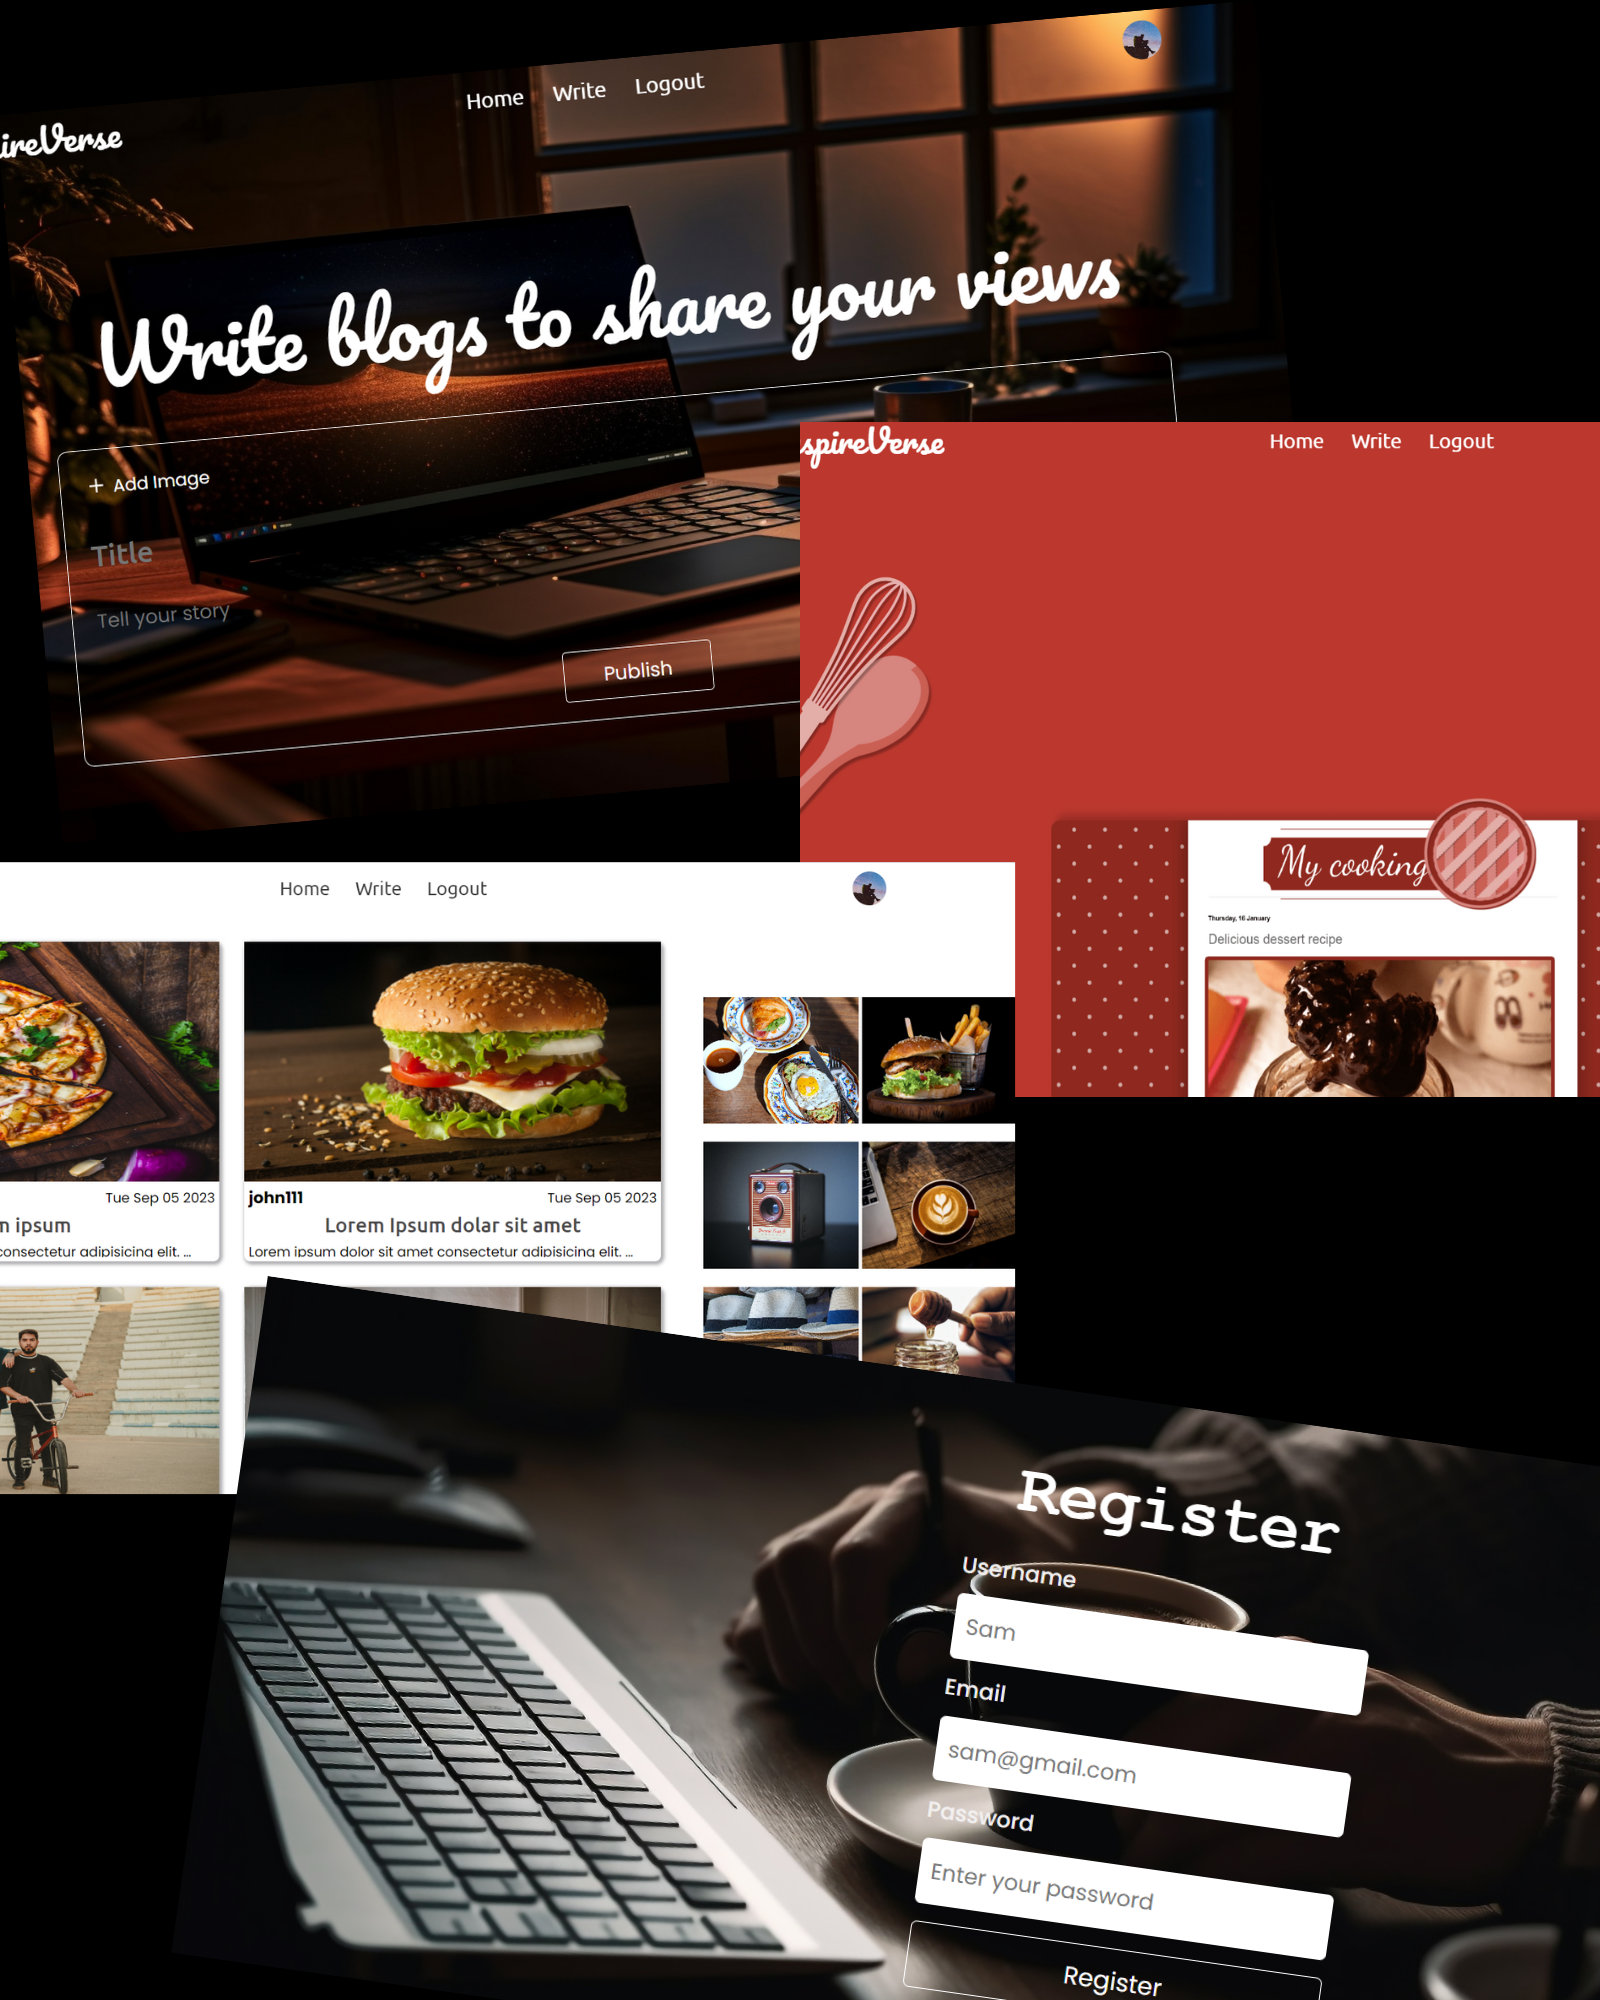 Home Write Logout
ireVerse
Write blogs to share your views
+ Add Image
Title
Tell your story
Publish
spireVerse Home Write Logout
My cooking
Thursday, 16 January
Delicious dessert recipe
Home Write Logout
Tue Sep 05 2023
m ipsum
consectetur adipisicing elit. ...
john111 Tue Sep 05 2023
Lorem Ipsum dolar sit amet
Lorem ipsum dolor sit amet consectetur adipisicing elit. ...
Register
Username
Sam
Email
sam@gmail.com
Password
Enter your password
Register